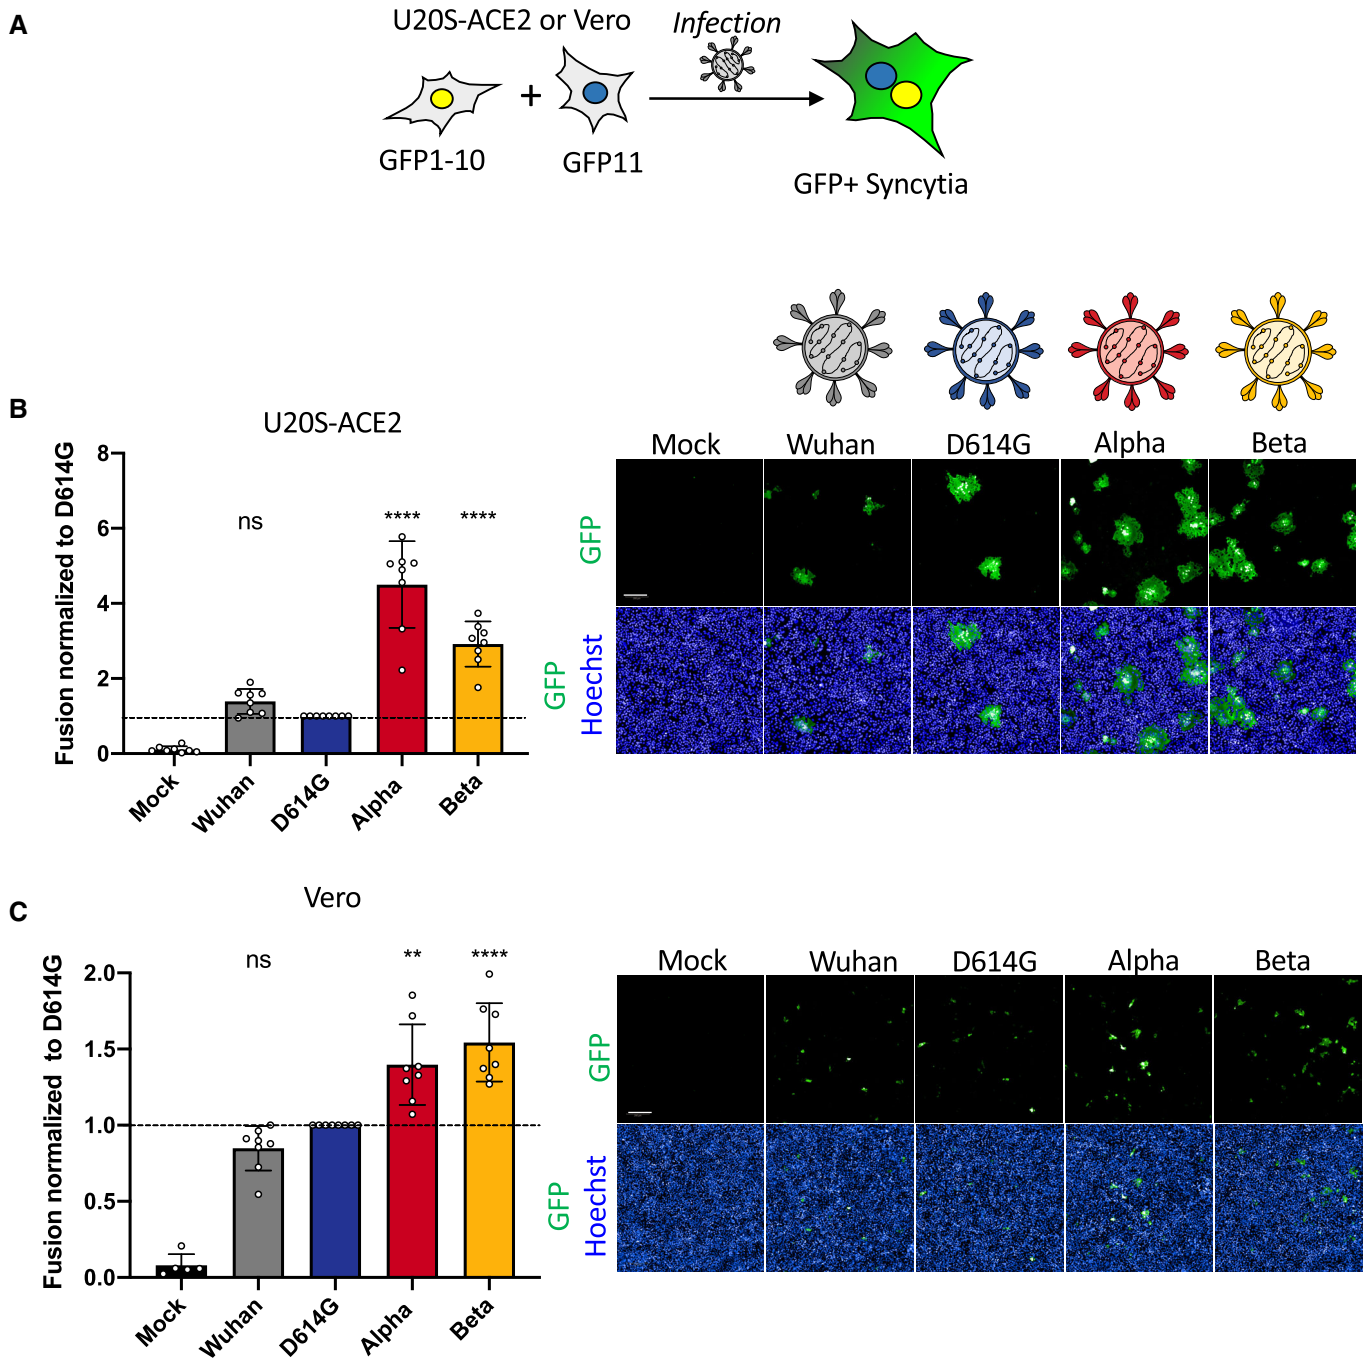 A
U20S-ACE2 or Vero
Infection
GFP1-10
+
GFP11
GFP+ Syncytia
B
U20S-ACE2
Fusion normalized to D614G
8
6
4
2
0
ns
****
****
Mock
Wuhan
D614G
Alpha
Beta
Mock
Wuhan
D614G
Alpha
Beta
GFP
GFP
Hoechst
C
Vero
Fusion normalized to D614G
2.0
1.5
1.0
0.5
0.0
ns
**
****
Mock
Wuhan
D614G
Alpha
Beta
Mock
Wuhan
D614G
Alpha
Beta
GFP
GFP
Hoechst